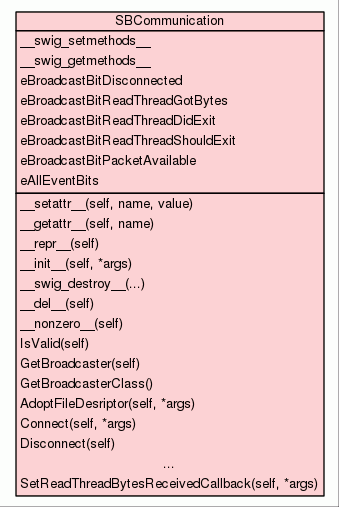 SBCommunication
__swig_setmethods__
__swig_getmethods__
eBroadcastBitDisconnected
eBroadcastBitReadThreadGotBytes
eBroadcastBitReadThreadDidExit
eBroadcastBitReadThreadShouldExit
eBroadcastBitPacketAvailable
eAllEventBits
__setattr__(self, name, value)
__getattr__(self, name)
__repr__(self)
__init__(self, *args)
__swig_destroy__(...)
__del__(self)
__nonzero__(self)
IsValid(self)
GetBroadcaster(self)
GetBroadcasterClass()
AdoptFileDesriptor(self, *args)
Connect(self, *args)
Disconnect(self)
...
SetReadThreadBytesReceivedCallback(self, *args)